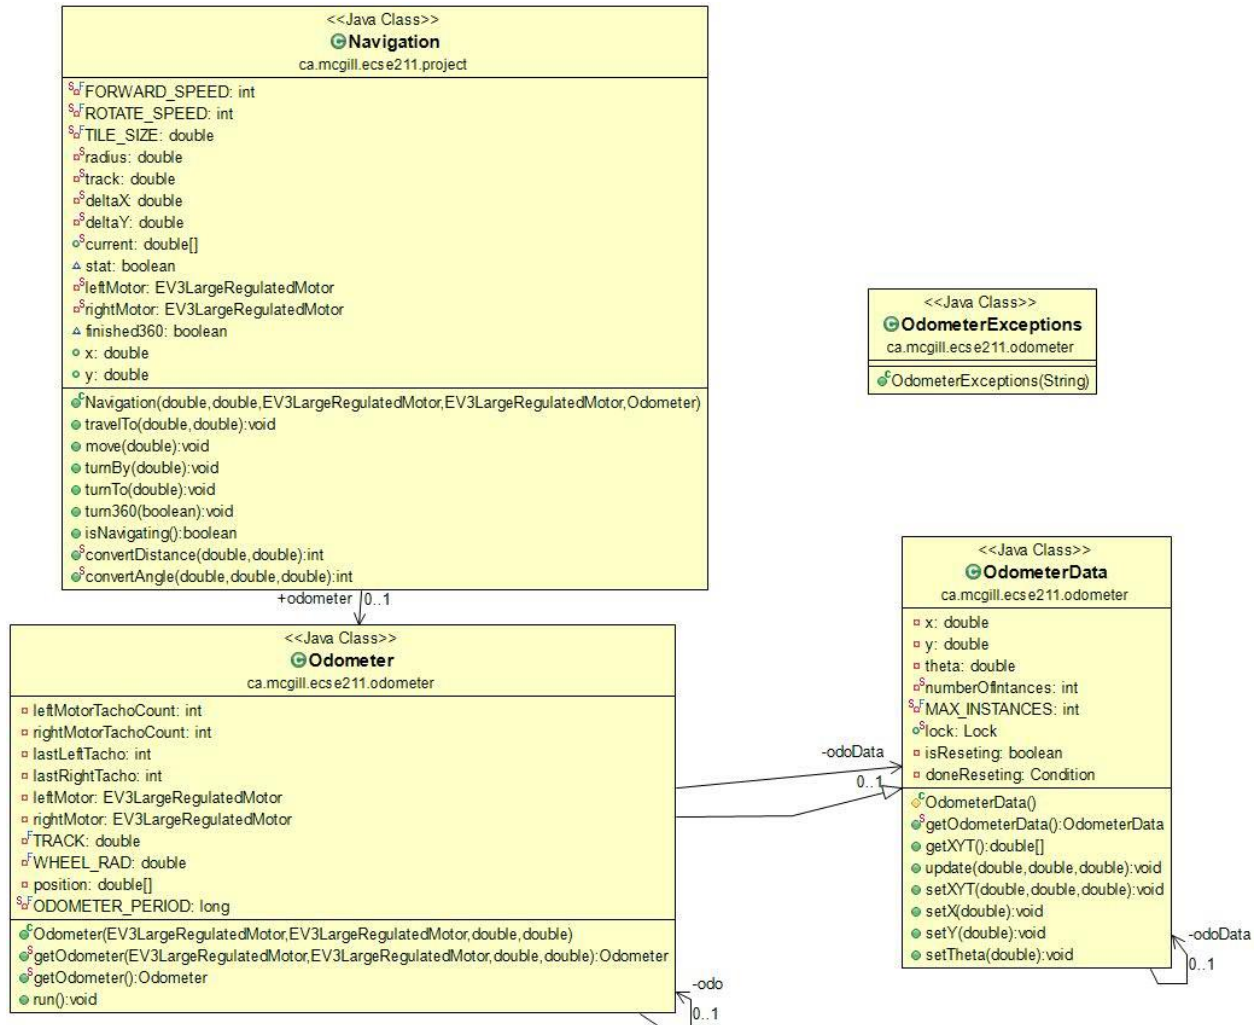 <<Java Class>>
Navigation
ca.mcgill.ecse211.project
FORWARD_SPEED: int
ROTATE_SPEED: int
TILE_SIZE: double
radius: double
track: double
deltaX: double
deltaY: double
current: double[]
stat: boolean
leftMotor: EV3LargeRegulatedMotor
rightMotor: EV3LargeRegulatedMotor
finished360: boolean
x: double
y: double
Navigation(double,double,EV3LargeRegulatedMotor,EV3LargeRegulatedMotor,Odometer)
travelTo(double,double):void
move(double):void
turnBy(double):void
turnTo(double):void
turn360(boolean):void
isNavigating():boolean
convertDistance(double,double):int
convertAngle(double,double,double):int
+odometer 0..1
<<Java Class>>
OdometerExceptions
ca.mcgill.ecse211.odometer
OdometerExceptions(String)
<<Java Class>>
Odometer
ca.mcgill.ecse211.odometer
leftMotorTachoCount: int
rightMotorTachoCount: int
lastLeftTacho: int
lastRightTacho: int
leftMotor: EV3LargeRegulatedMotor
rightMotor: EV3LargeRegulatedMotor
TRACK: double
WHEEL_RAD: double
position: double[]
ODOMETER_PERIOD: long
Odometer(EV3LargeRegulatedMotor,EV3LargeRegulatedMotor,double,double)
getOdometer(EV3LargeRegulatedMotor,EV3LargeRegulatedMotor,double,double):Odometer
getOdometer():Odometer
run():void
-odo
0..1
-odoData
0..1
<<Java Class>>
OdometerData
ca.mcgill.ecse211.odometer
x: double
y: double
theta: double
numberOfIntances: int
MAX_INSTANCES: int
lock: Lock
isReseting: boolean
doneReseting: Condition
OdometerData()
getOdometerData():OdometerData
getXYT():double[]
update(double,double,double):void
setXYT(double,double,double):void
setX(double):void
setY(double):void
setTheta(double):void
-odoData
0..1